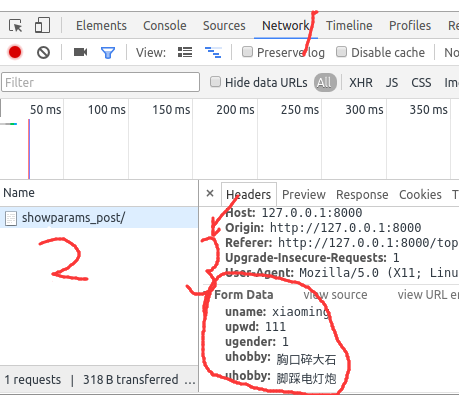 Elements Console Sources Network Timeline Profiles Re
View: Preserve log Disable cache
Filter Hide data URLs All XHR JS CSS Im
50 ms 100 ms 150 ms 200 ms 250 ms 300 ms 350 ms
Name
showparams_post/
2
1 requests | 318 B transferred ...
× Headers Preview Response Cookies T
Host: 127.0.0.1:8000
Origin: http://127.0.0.1:8000
Referer: http://127.0.0.1:8000/top
Upgrade-Insecure-Requests: 1
User-Agent: Mozilla/5.0 (X11; Linu
Form Data view source view URL en
uname: xiaoming
upwd: 111
ugender: 1
uhobby: 胸口碎大石
uhobby: 脚踩电灯炮